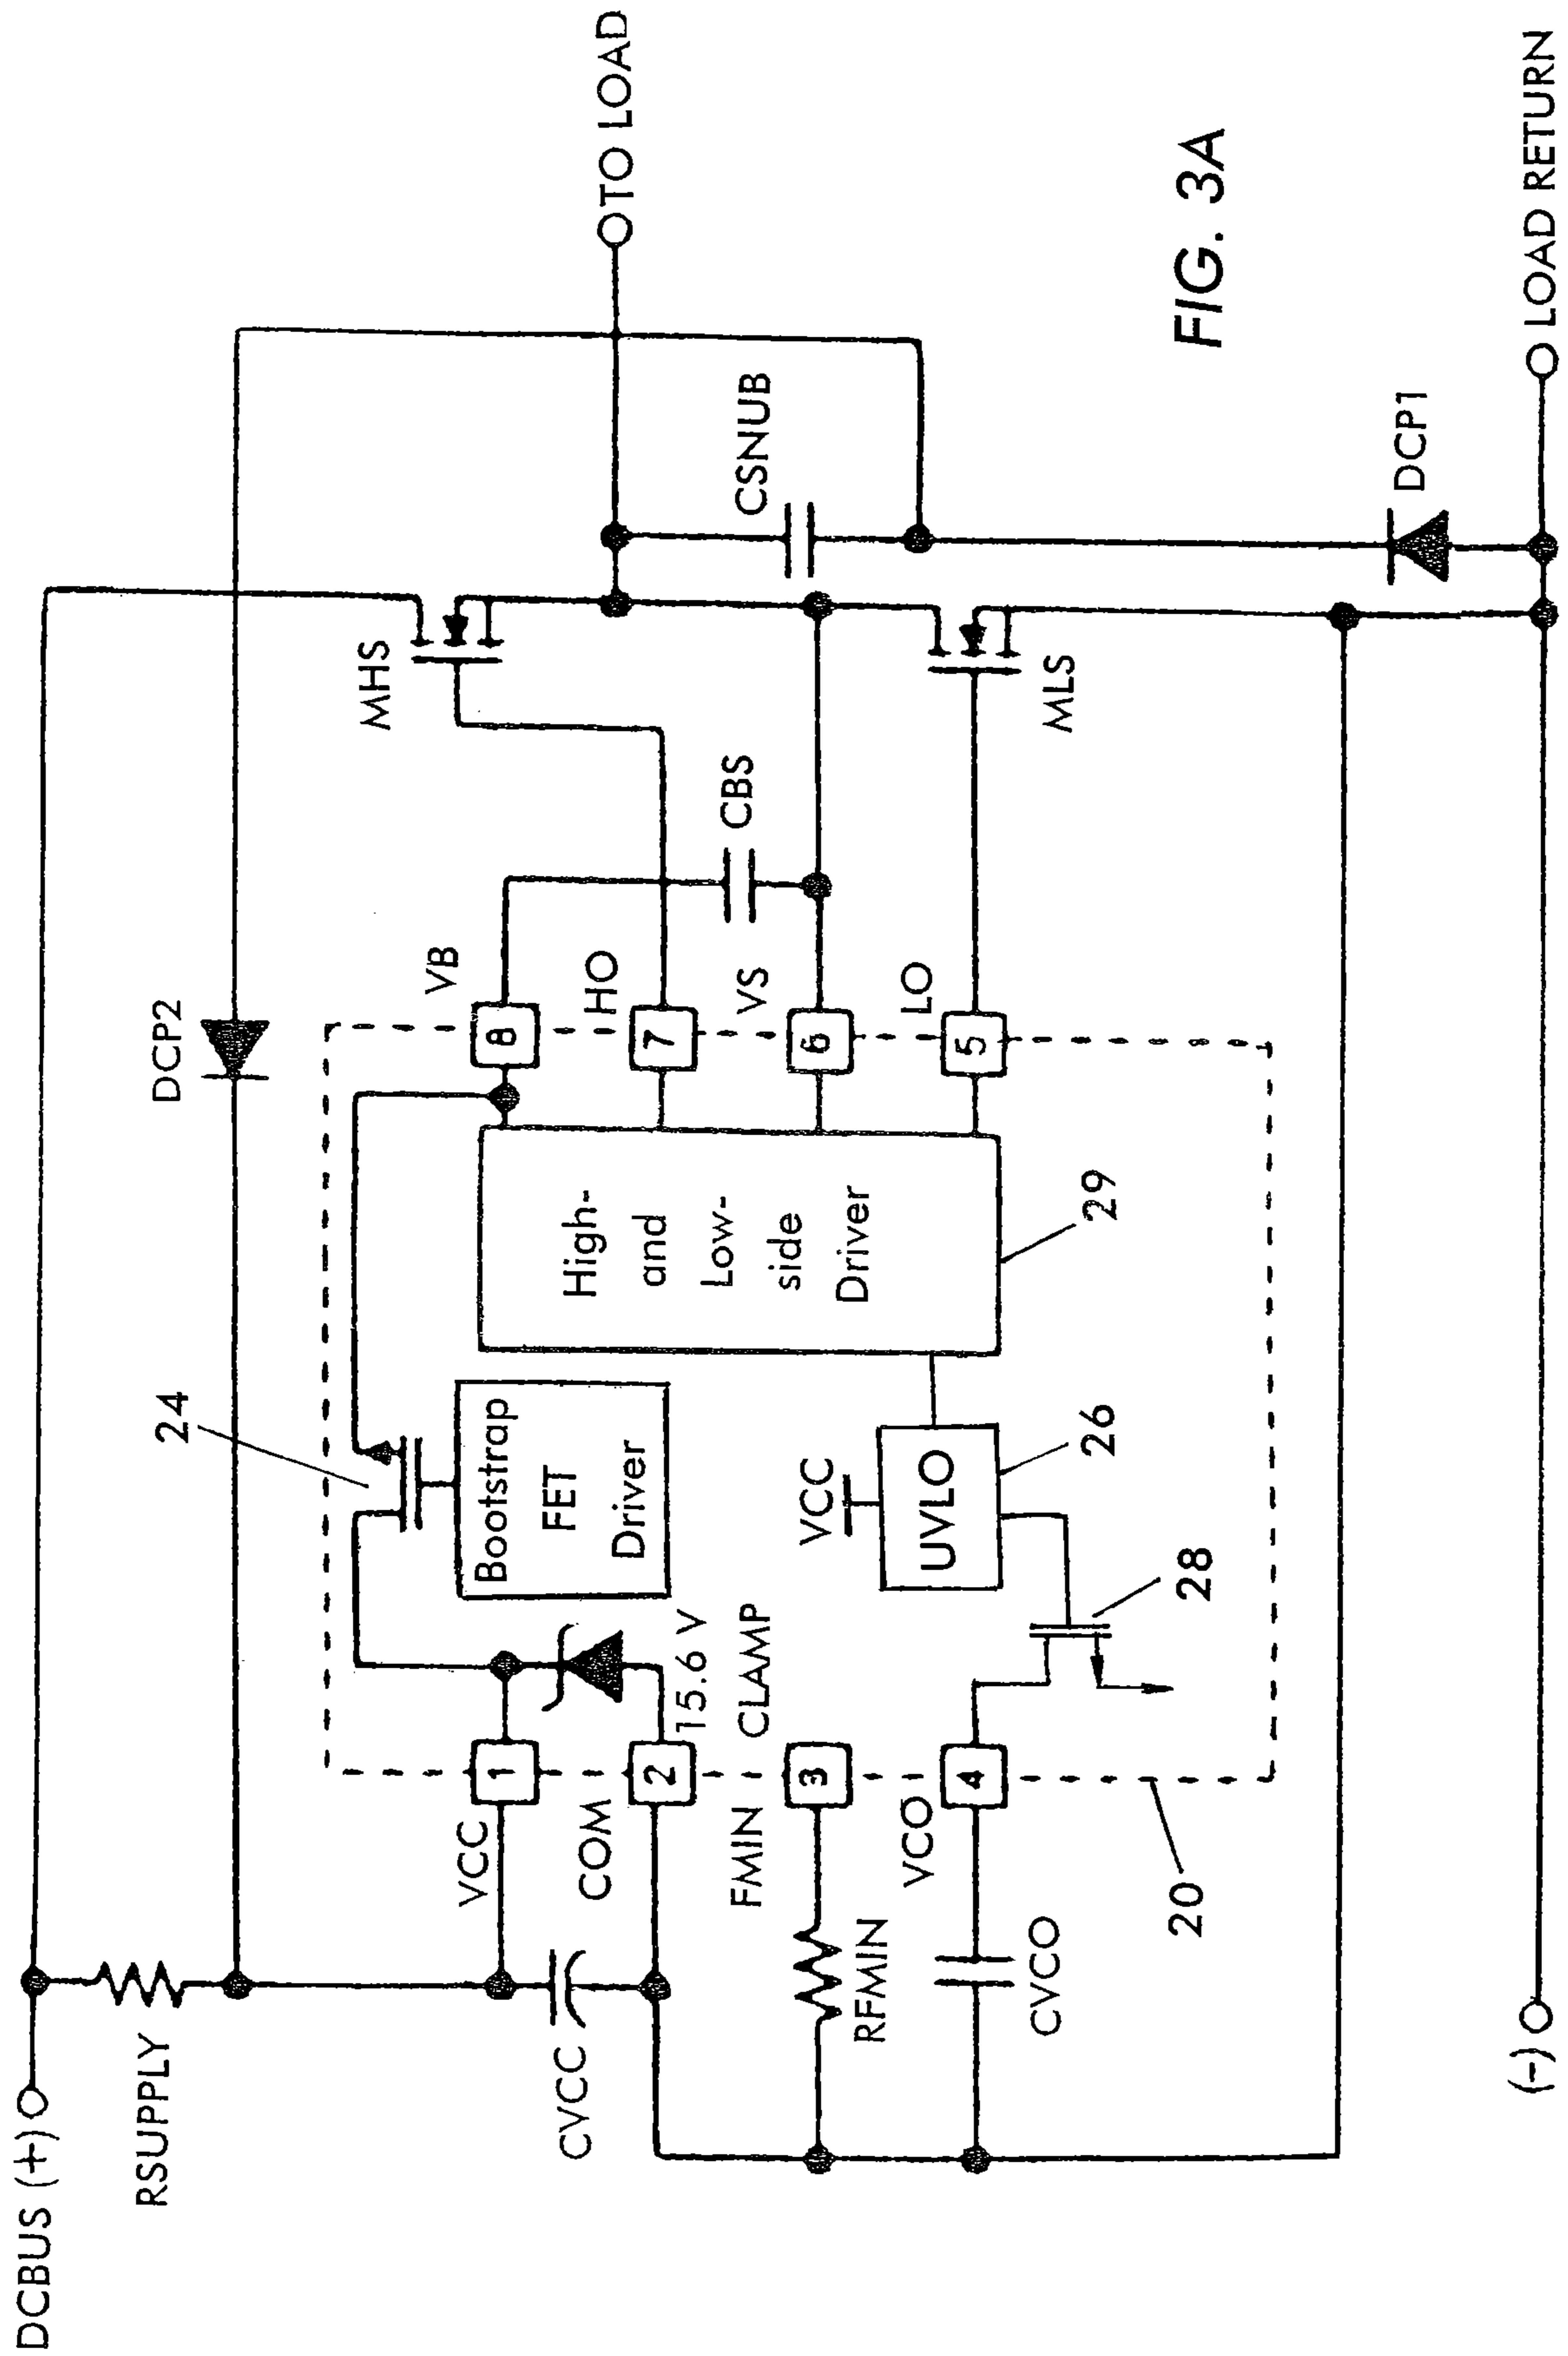 DCBUS (+)
RSUPPLY
DCP2
24
MHS
TO LOAD
VCC
1
Bootstrap
FET
Driver
8
VB
CVCC
COM
2
15.6 V
CLAMP
High-
and
Low-
side
Driver
7
HO
CBS
CSNUB
FMIN
3
VCC
6
VS
RFMIN
VCO
4
UVLO
5
LO
CVCO
28
26
29
MLS
20
FIG. 3A
DCP1
(-)
LOAD RETURN